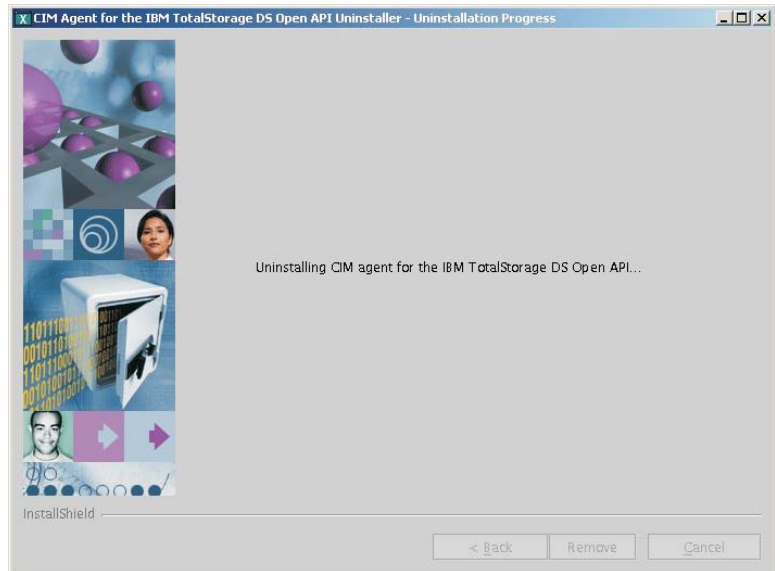 CIM Agent for the IBM TotalStorage DS Open API Uninstaller - Uninstallation Progress
Uninstalling CIM agent for the IBM TotalStorage DS Open API...
InstallShield
< Back
Remove
Cancel